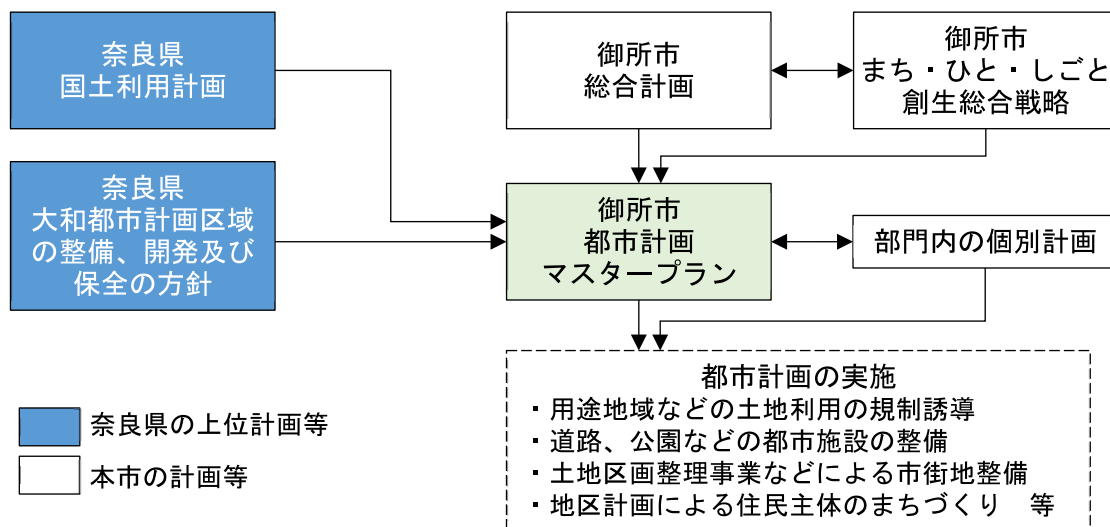 奈良県
国土利用計画
御所市
総合計画
御所市
まち・ひと・しごと
創生総合戦略
奈良県
大和都市計画区域
の整備、開発及び
保全の方針
御所市
都市計画
マスタープラン
部門内の個別計画
都市計画の実施
・用途地域などの土地利用の規制誘導
・道路、公園などの都市施設の整備
・土地区画整理事業などによる市街地整備
・地区計画による住民主体のまちづくり　等
奈良県の上位計画等
本市の計画等